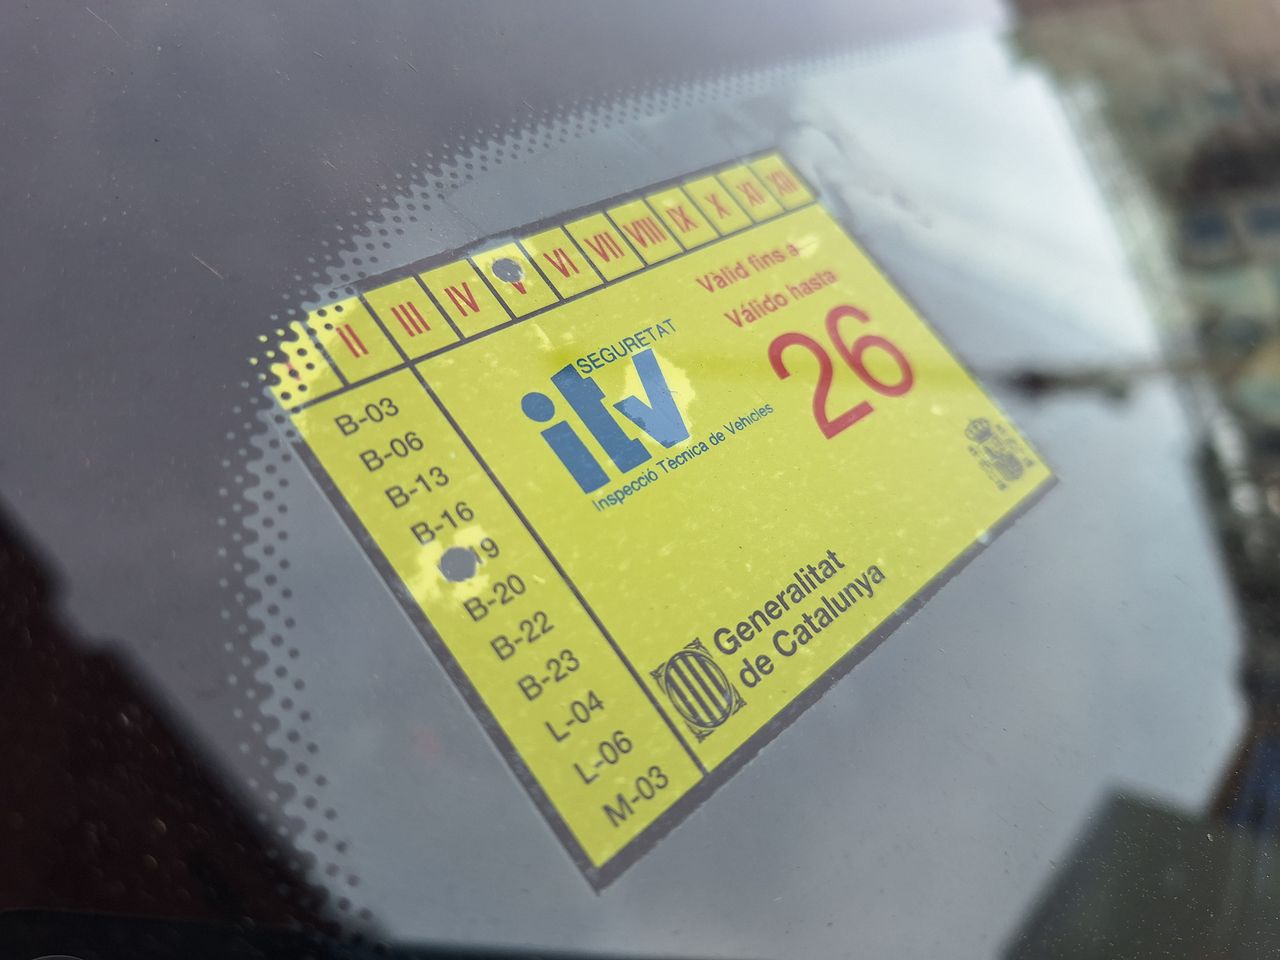 II III IV V VI VII VIII IX X XI XII
Vàlid fins a
Válido hasta
26
SEGURETAT
itv
Inspecció Tècnica de Vehicles
B-03
B-06
B-13
B-16
19
B-20
B-22
B-23
L-04
L-06
M-03
Generalitat
de Catalunya